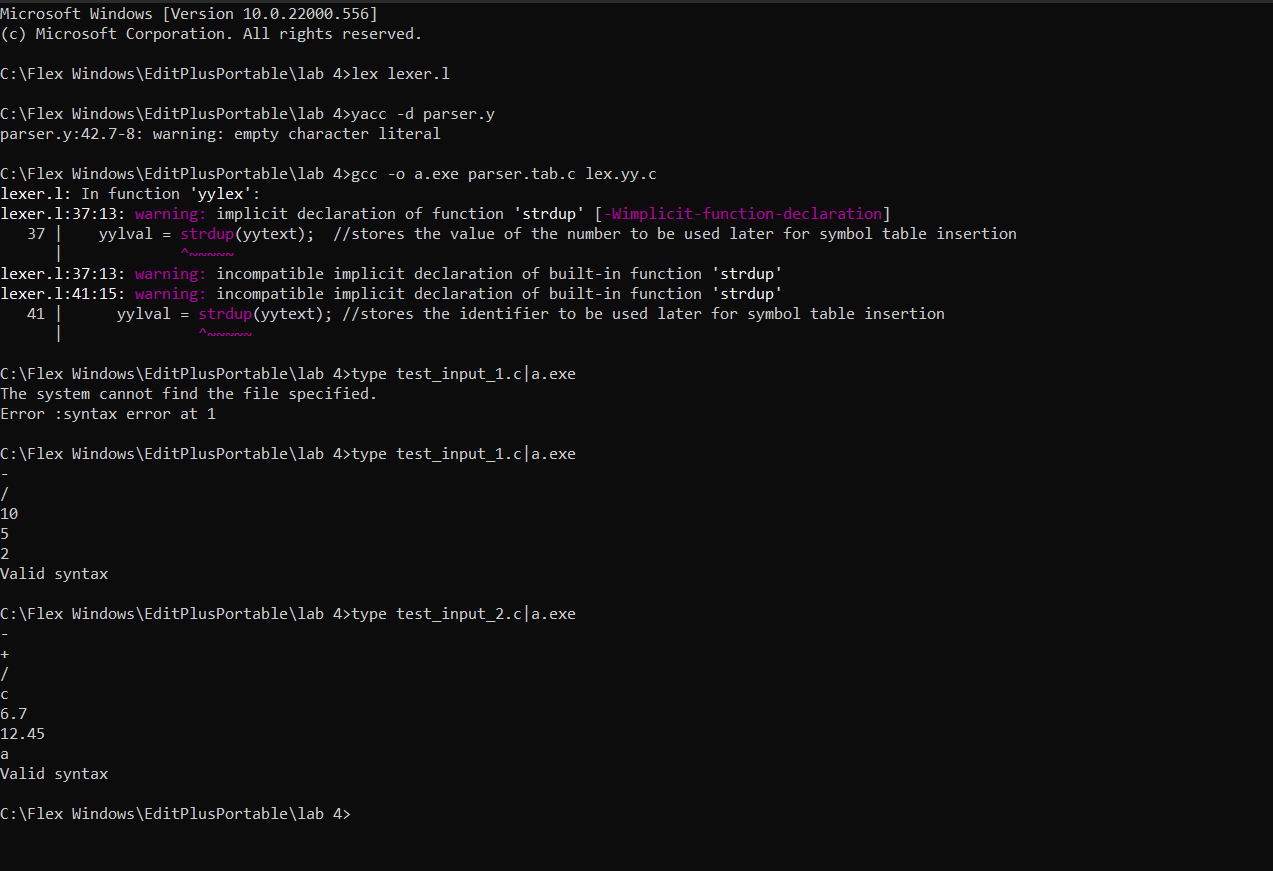 Microsoft Windows [Version 10.0.22000.556]
(c) Microsoft Corporation. All rights reserved.
C:\Flex Windows\EditPlusPortable\lab 4>lex lexer.l
C:\Flex Windows\EditPlusPortable\lab 4>yacc -d parser.y
parser.y:42.7-8: warning: empty character literal
C:\Flex Windows\EditPlusPortable\lab 4>gcc -o a.exe parser.tab.c lex.yy.c
lexer.l: In function 'yylex':
lexer.l:37:13: warning: implicit declaration of function 'strdup' [-Wimplicit-function-declaration]
   37 |    yylval = strdup(yytext);  //stores the value of the number to be used later for symbol table insertion
      |             ^~~~~~
lexer.l:37:13: warning: incompatible implicit declaration of built-in function 'strdup'
lexer.l:41:15: warning: incompatible implicit declaration of built-in function 'strdup'
   41 |      yylval = strdup(yytext); //stores the identifier to be used later for symbol table insertion
      |               ^~~~~~
C:\Flex Windows\EditPlusPortable\lab 4>type test_input_1.c|a.exe
The system cannot find the file specified.
Error :syntax error at 1
C:\Flex Windows\EditPlusPortable\lab 4>type test_input_1.c|a.exe
-
/
10
5
2
Valid syntax
C:\Flex Windows\EditPlusPortable\lab 4>type test_input_2.c|a.exe
-
+
/
c
6.7
12.45
a
Valid syntax
C:\Flex Windows\EditPlusPortable\lab 4>